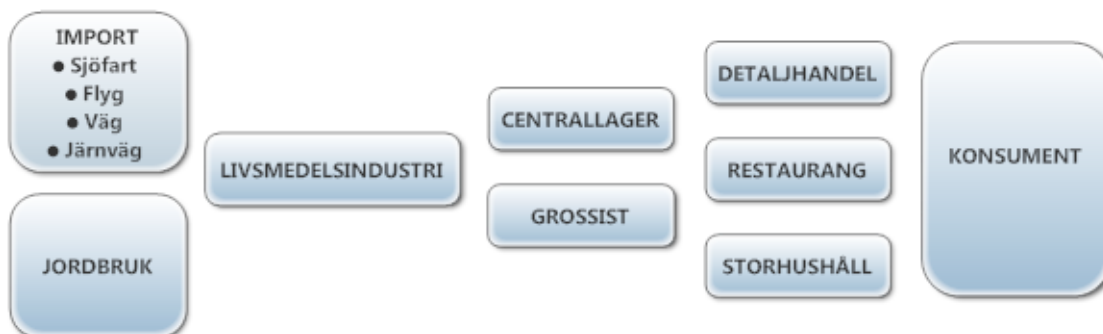 IMPORT
● Sjöfart
● Flyg
● Väg
● Järnväg
JORDBRUK
LIVSMEDELSINDUSTRI
CENTRALLAGER
GROSSIST
DETALJHANDEL
RESTAURANG
STORHUSHÅLL
KONSUMENT